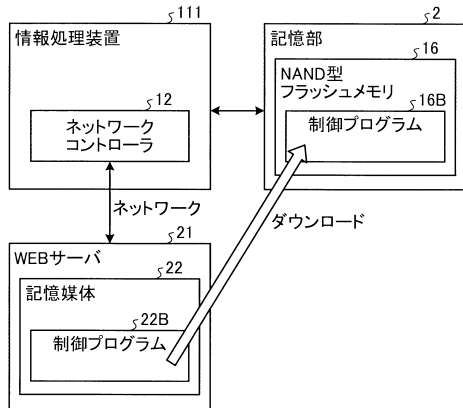 111
情報処理装置
12
ネットワーク
コントローラ
2
記憶部
16
NAND型
フラッシュメモリ
16B
制御プログラム
ネットワーク
ダウンロード
21
WEBサーバ
22
記憶媒体
22B
制御プログラム